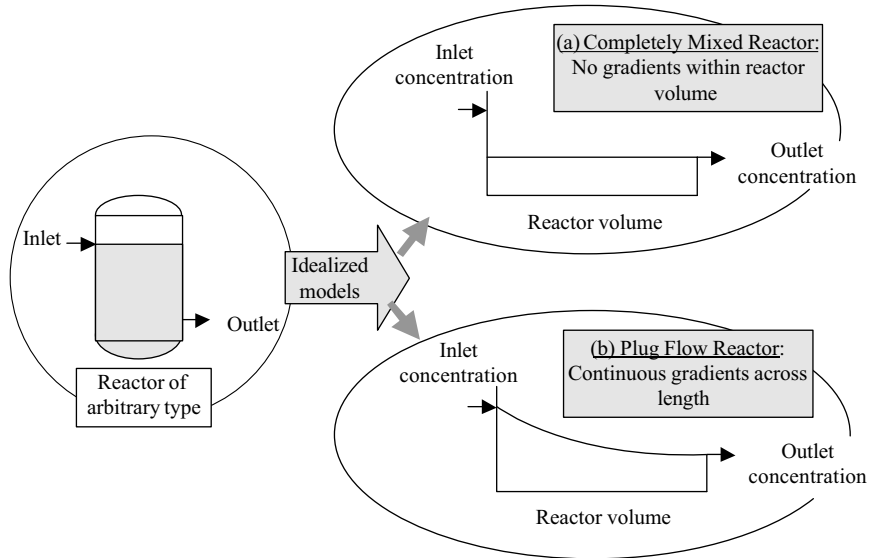 Inlet
Outlet
Reactor of
arbitrary type
Idealized
models
Inlet
concentration
(a) Completely Mixed Reactor:
No gradients within reactor
volume
Outlet
concentration
Reactor volume
Inlet
concentration
(b) Plug Flow Reactor:
Continuous gradients across
length
Outlet
concentration
Reactor volume